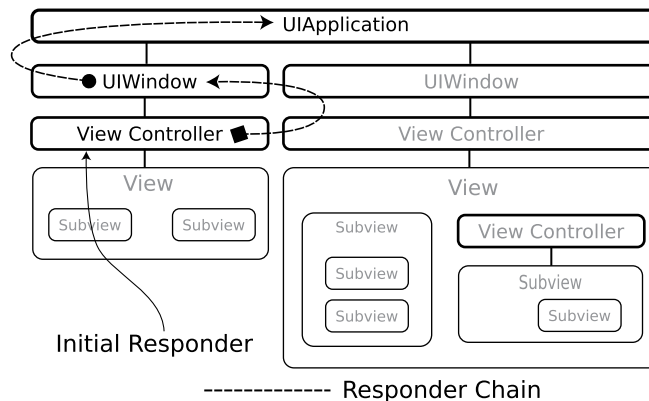 UIApplication
UIWindow
UIWindow
View Controller
View Controller
View
View
Subview
Subview
Subview
View Controller
Subview
Subview
Subview
Subview
Initial Responder
Responder Chain